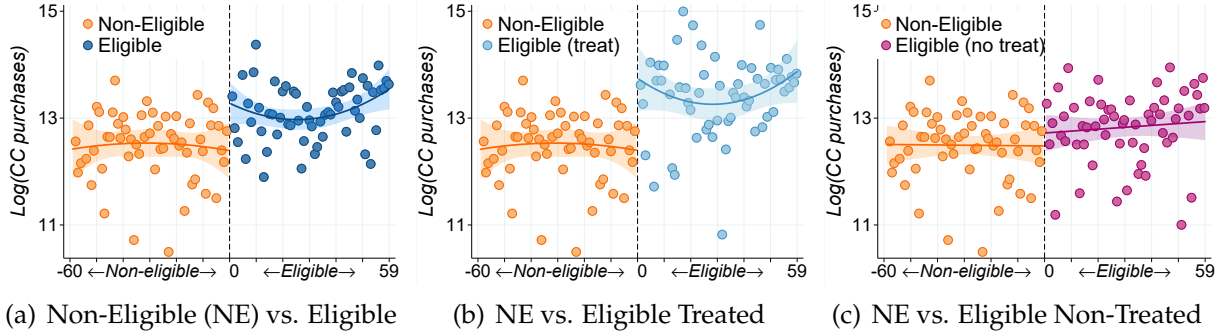 15
13
11
Log(CC purchases)
Non-Eligible
Eligible
-60 ←Non-eligible→ 0 ←Eligible→ 59
(a) Non-Eligible (NE) vs. Eligible
15
13
11
Log(CC purchases)
Non-Eligible
Eligible (treat)
-60 ←Non-eligible→ 0 ←Eligible→ 59
(b) NE vs. Eligible Treated
15
13
11
Log(CC purchases)
Non-Eligible
Eligible (no treat)
-60 ←Non-eligible→ 0 ←Eligible→ 59
(c) NE vs. Eligible Non-Treated